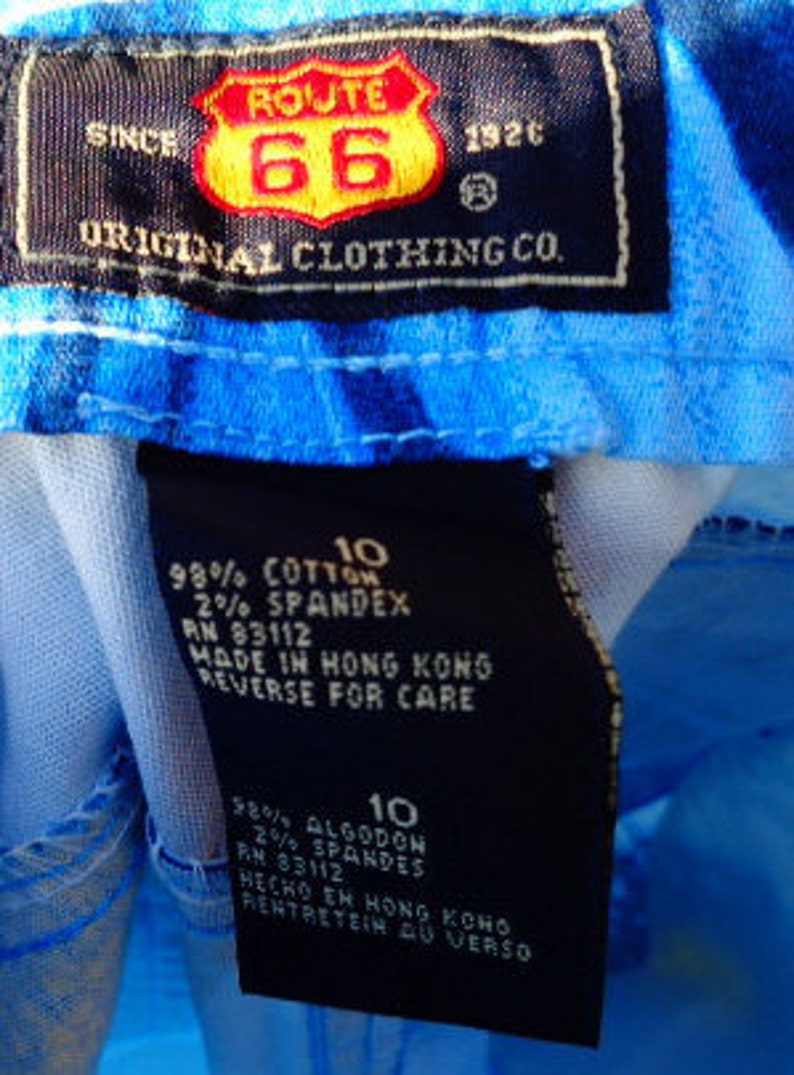 ROUTE
SINCE 66 1926
®
ORIGINAL CLOTHING CO.
10
98% COTTON
2% SPANDEX
RN 83112
MADE IN HONG KONG
REVERSE FOR CARE
10
98% ALGODON
2% SPANDES
RN 83112
HECHO EN HONG KONG
RENTRETEIN AU VERSO